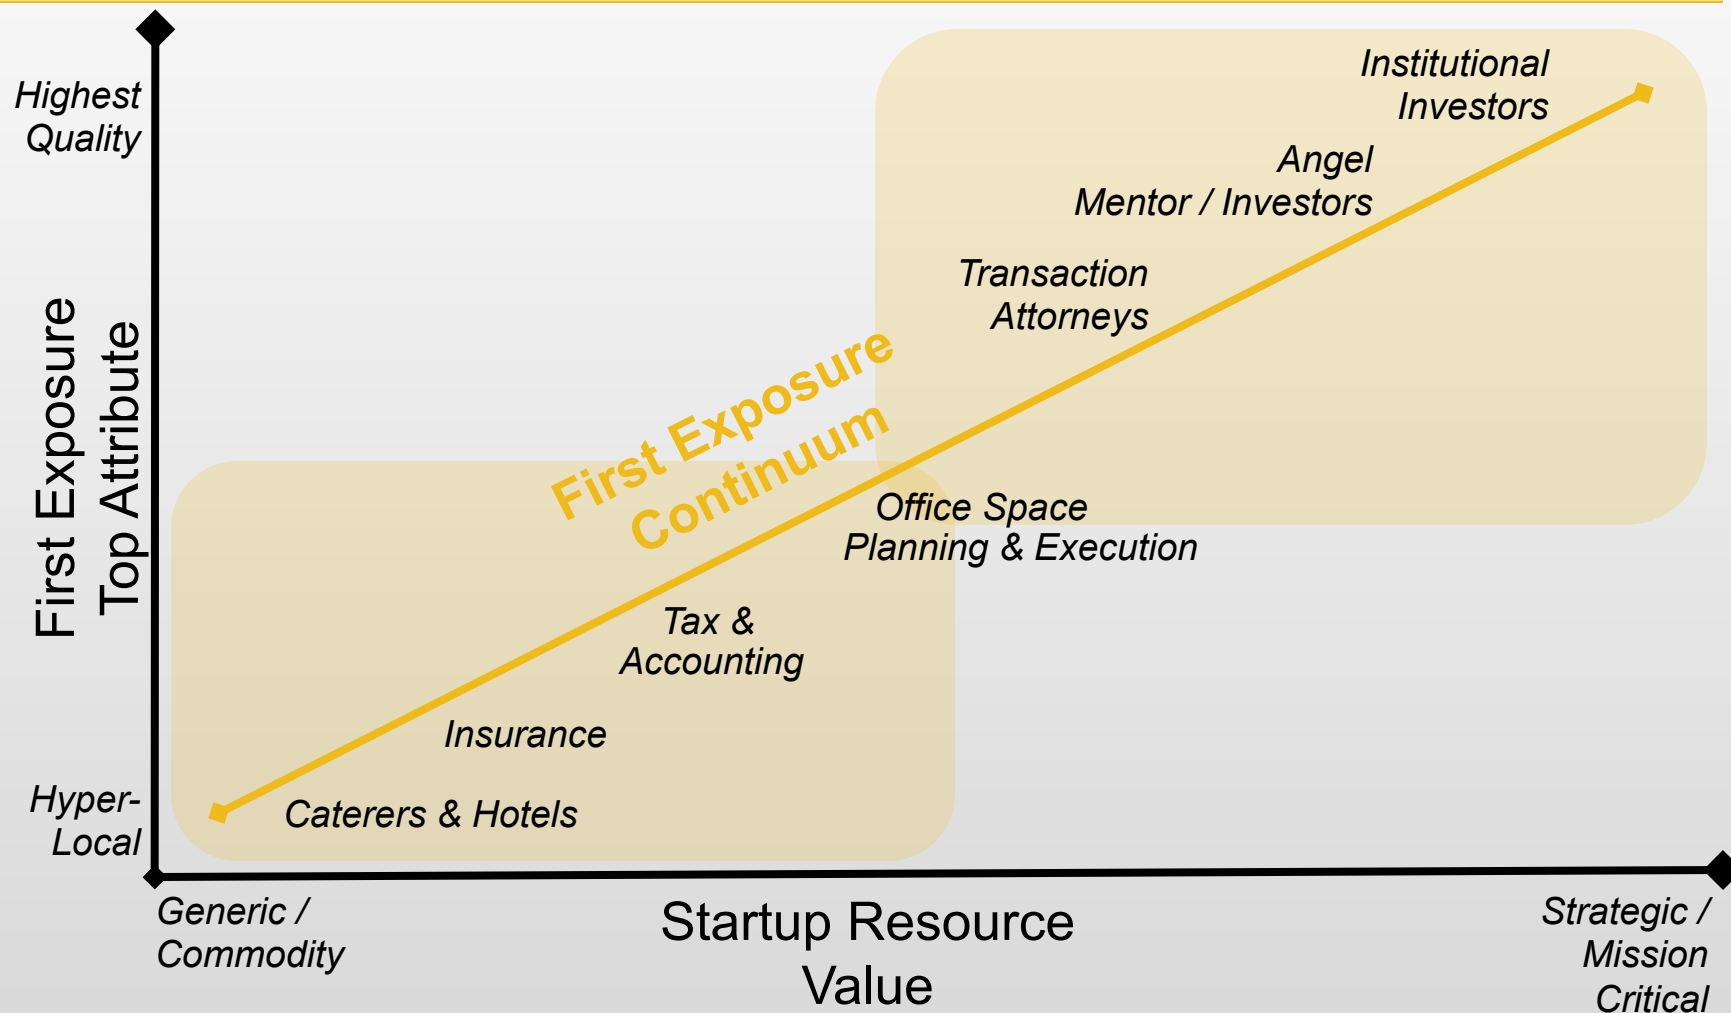 Highest
Quality
First Exposure
Top Attribute
Hyper-
Local
Institutional
Investors
Angel
Mentor / Investors
Transaction
Attorneys
First Exposure
Continuum
Office Space
Planning & Execution
Tax &
Accounting
Insurance
Caterers & Hotels
Generic /
Commodity
Startup Resource
Value
Strategic /
Mission
Critical